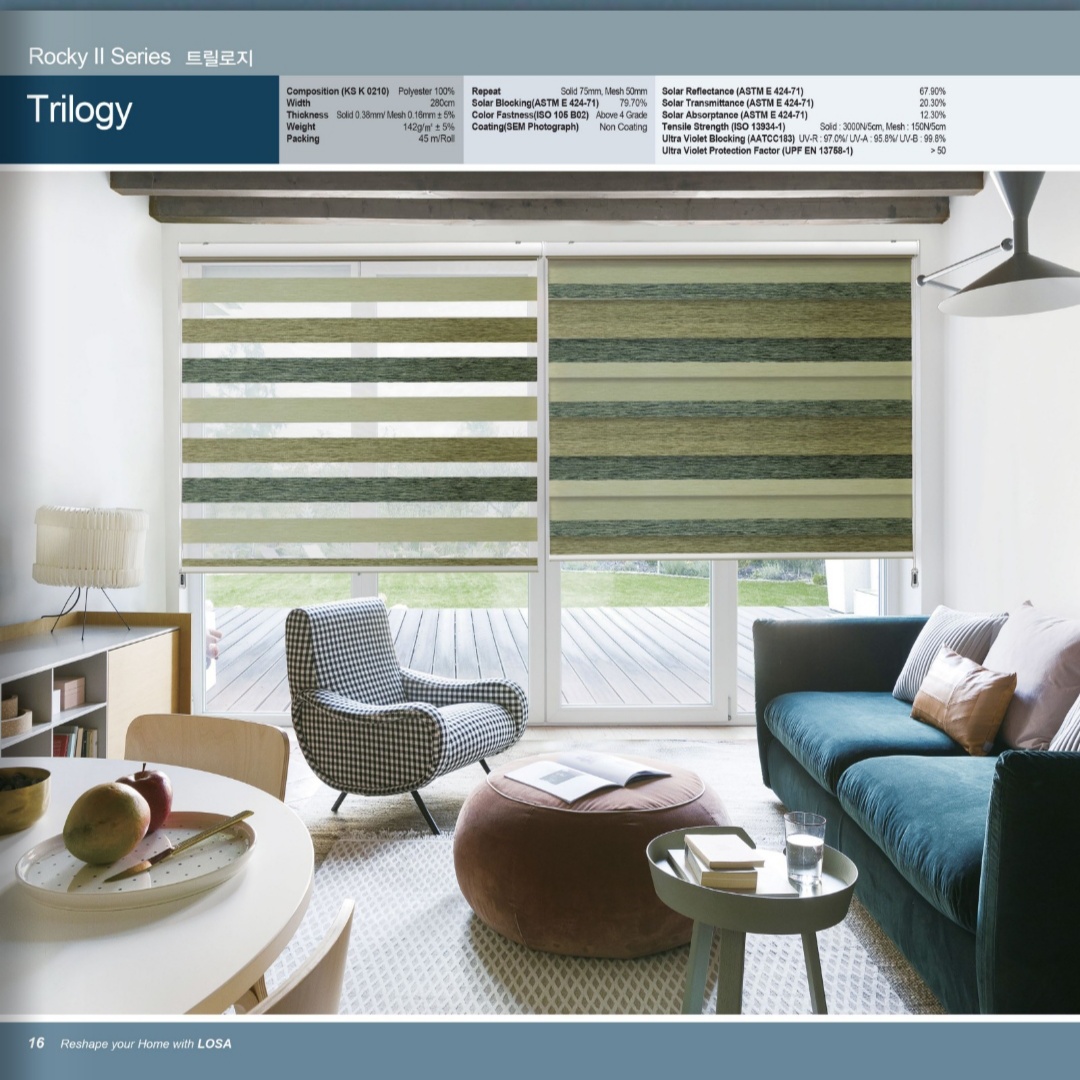 Rocky II Series 트릴로지
Trilogy
Composition (KS K 0210) Polyester 100%
Width 280cm
Thickness Solid 0.38mm/ Mesh 0.16mm ± 5%
Weight 142g/㎡ ± 5%
Packing 45 m/Roll
Repeat Solid 75mm, Mesh 50mm
Solar Blocking(ASTM E 424-71) 79.70%
Color Fastness(ISO 105 B02) Above 4 Grade
Coating(SEM Photograph) Non Coating
Solar Reflectance (ASTM E 424-71) 67.90%
Solar Transmittance (ASTM E 424-71) 20.30%
Solar Absorptance (ASTM E 424-71) 12.30%
Tensile Strength (ISO 13934-1) Solid : 3000N/5cm, Mesh : 150N/5cm
Ultra Violet Blocking (AATCC183) UV-R : 97.0%/ UV-A : 95.8%/ UV-B : 99.8%
Ultra Violet Protection Factor (UPF EN 13758-1) > 50
16 Reshape your Home with LOSA